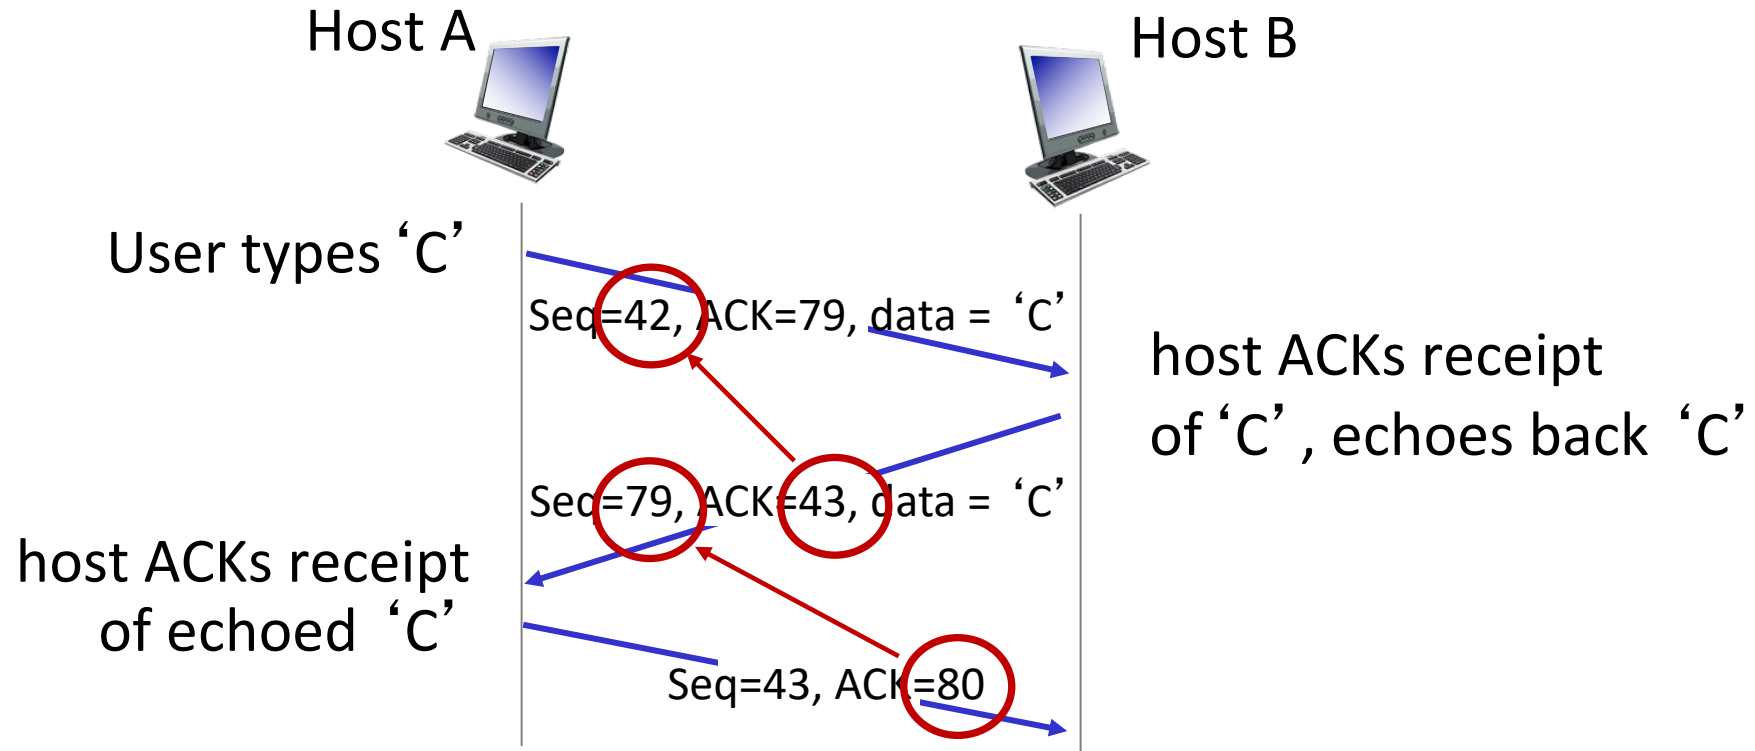 Host A
Host B
User types ‘C’
Seq=42, ACK=79, data = ‘C’
host ACKs receipt
of ‘C’, echoes back ‘C’
Seq=79, ACK=43, data = ‘C’
host ACKs receipt
of echoed ‘C’
Seq=43, ACK=80